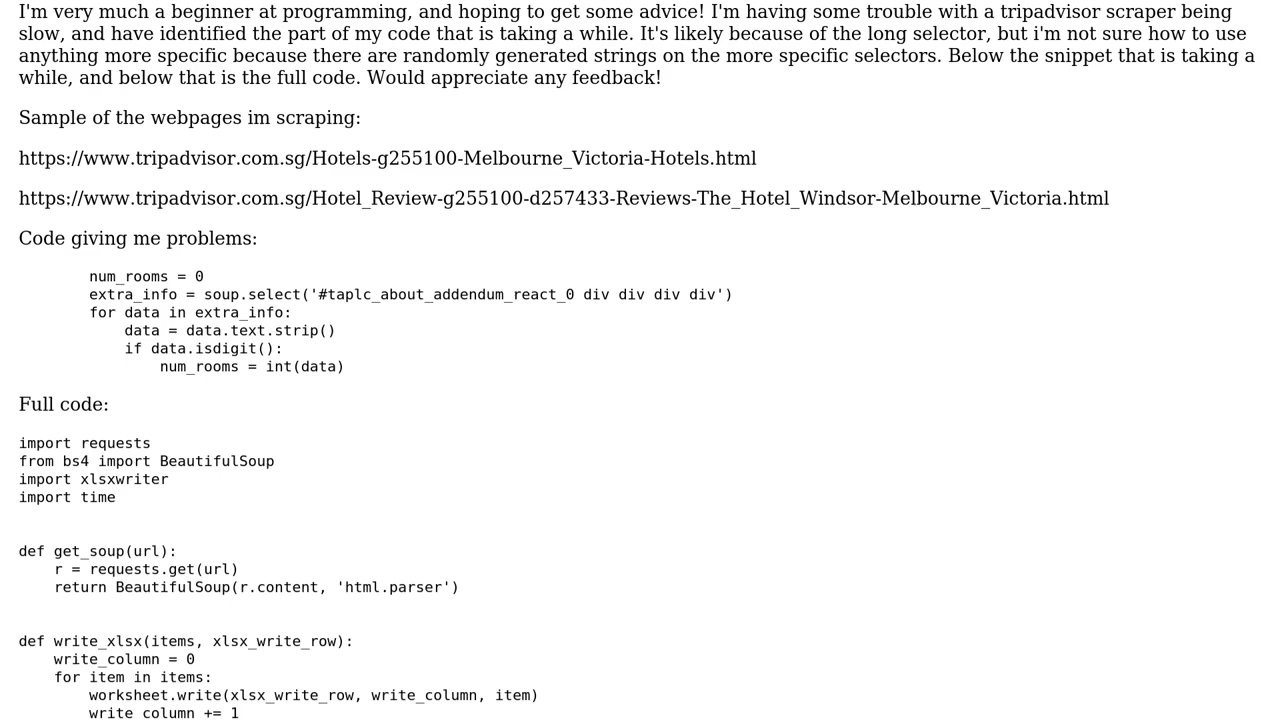 I'm very much a beginner at programming, and hoping to get some advice! I'm having some trouble with a tripadvisor scraper being
slow, and have identified the part of my code that is taking a while. It's likely because of the long selector, but i'm not sure how to use
anything more specific because there are randomly generated strings on the more specific selectors. Below the snippet that is taking a
while, and below that is the full code. Would appreciate any feedback!
Sample of the webpages im scraping:
https://www.tripadvisor.com.sg/Hotels-g255100-Melbourne_Victoria-Hotels.html
https://www.tripadvisor.com.sg/Hotel_Review-g255100-d257433-Reviews-The_Hotel_Windsor-Melbourne_Victoria.html
Code giving me problems:
        num_rooms = 0
        extra_info = soup.select('#taplc_about_addendum_react_0 div div div div')
        for data in extra_info:
            data = data.text.strip()
            if data.isdigit():
                num_rooms = int(data)
Full code:
import requests
from bs4 import BeautifulSoup
import xlsxwriter
import time
def get_soup(url):
    r = requests.get(url)
    return BeautifulSoup(r.content, 'html.parser')
def write_xlsx(items, xlsx_write_row):
    write_column = 0
    for item in items:
        worksheet.write(xlsx_write_row, write_column, item)
        write_column += 1